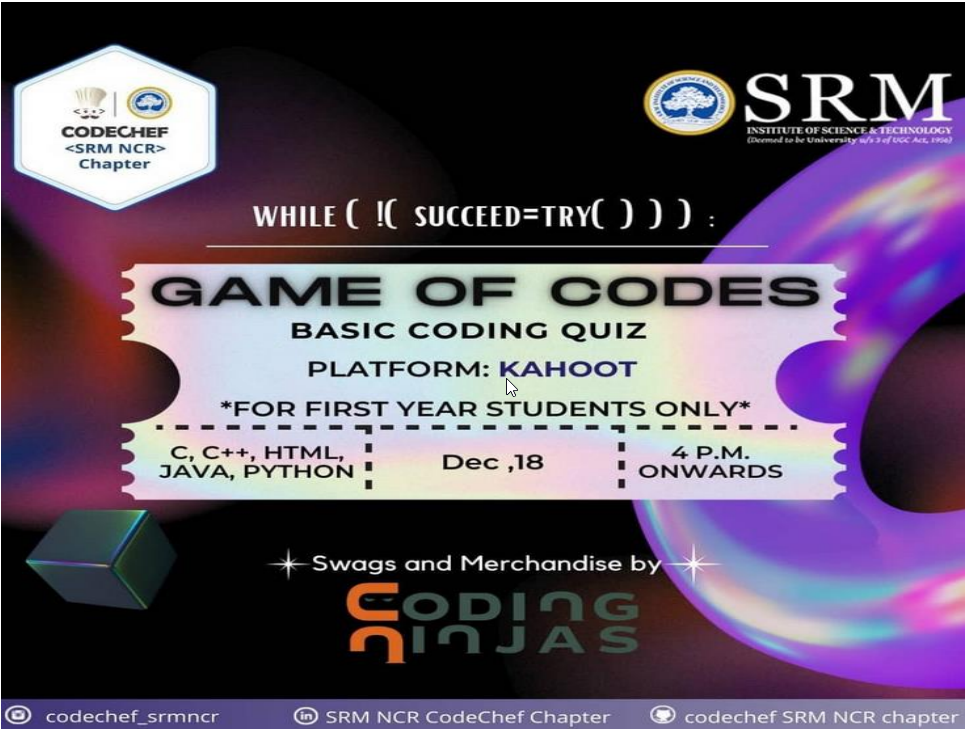 CODECHEF
<SRM NCR>
Chapter
SRM
INSTITUTE OF SCIENCE & TECHNOLOGY
(Deemed to be University u/s 3 of UGC Act, 1956)
WHILE ( !( SUCCEED=TRY( ) ) ) :
GAME OF CODES
BASIC CODING QUIZ
PLATFORM: KAHOOT
*FOR FIRST YEAR STUDENTS ONLY*
C, C++, HTML,
JAVA, PYTHON
Dec ,18
4 P.M.
ONWARDS
Swags and Merchandise by
CODING
NINJAS
codechef_srmncr
SRM NCR CodeChef Chapter
codechef SRM NCR chapter